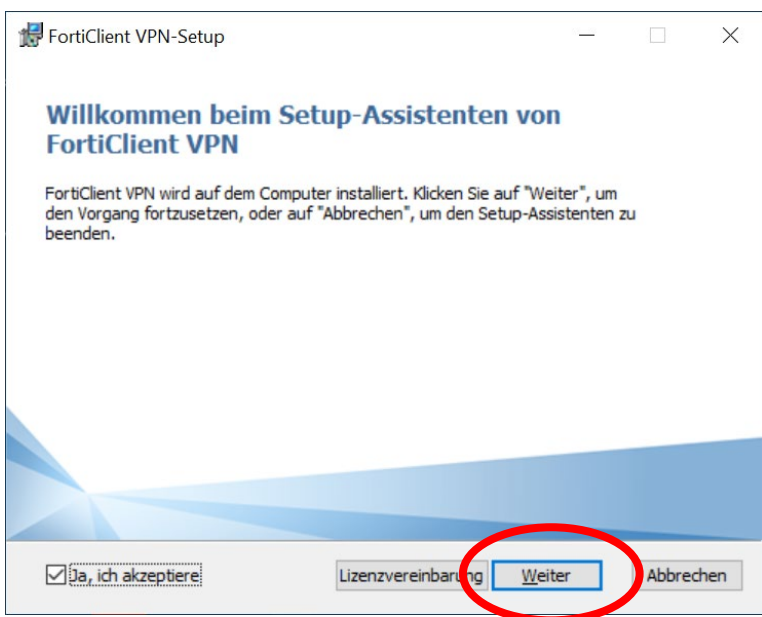 FortiClient VPN-Setup
Willkommen beim Setup-Assistenten von
FortiClient VPN
FortiClient VPN wird auf dem Computer installiert. Klicken Sie auf "Weiter", um
den Vorgang fortzusetzen, oder auf "Abbrechen", um den Setup-Assistenten zu
beenden.
Ja, ich akzeptiere
Lizenzvereinbarung
Weiter
Abbrechen